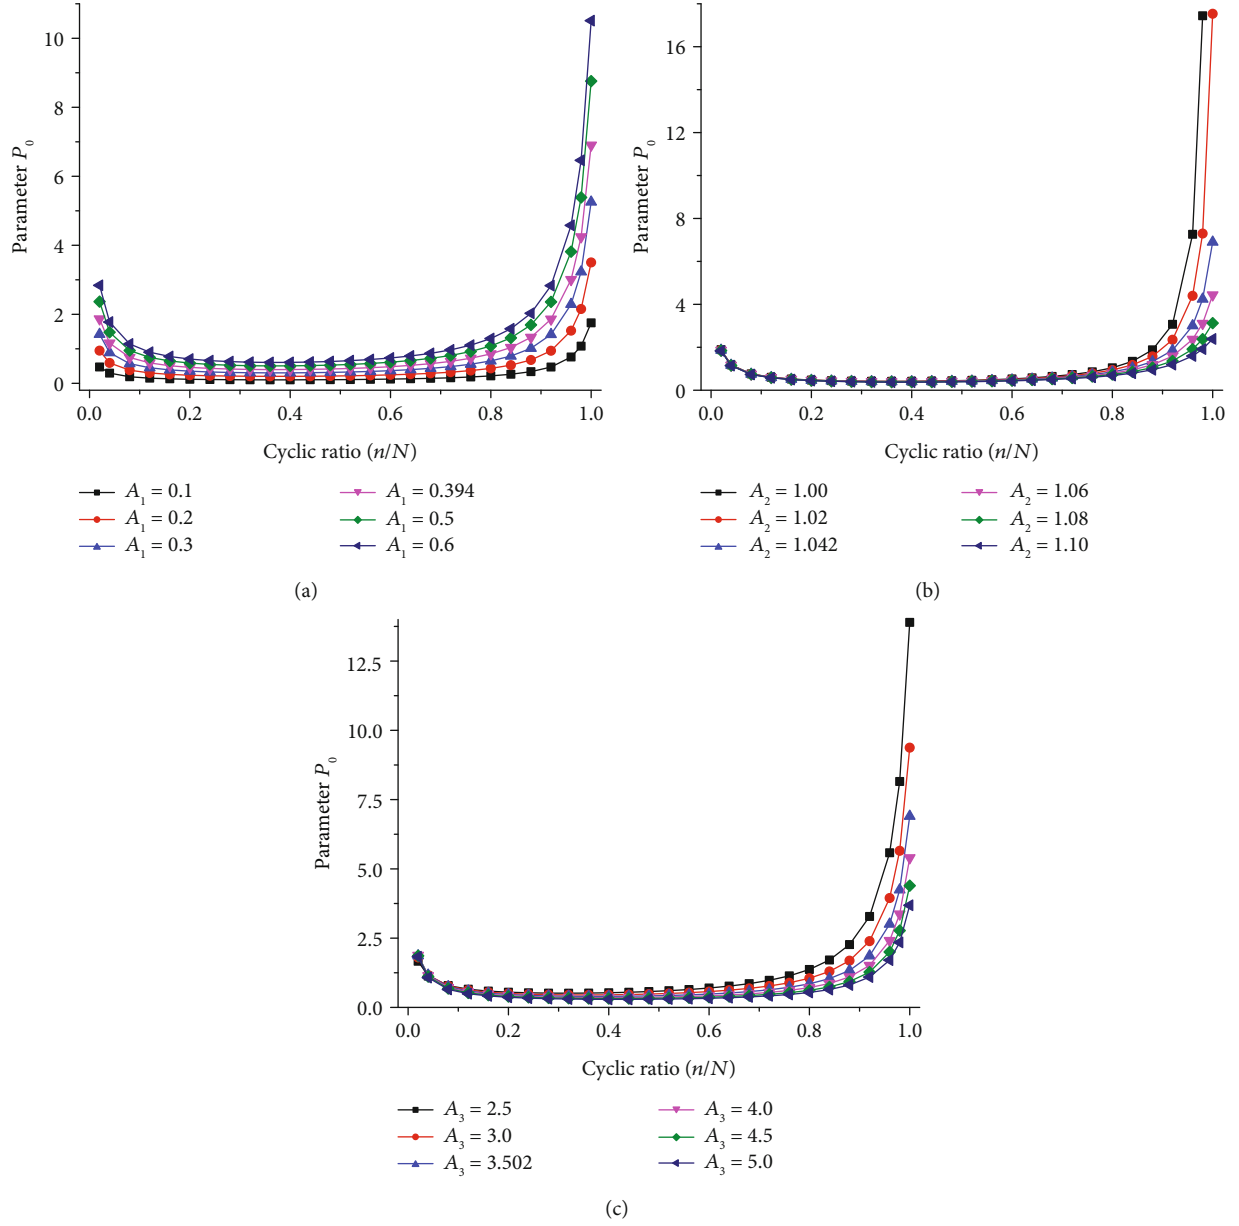 10
8
6
4
2
0
Parameter P₀
0.0 0.2 0.4 0.6 0.8 1.0
Cyclic ratio (n/N)
A₁ = 0.1
A₁ = 0.2
A₁ = 0.3
A₁ = 0.394
A₁ = 0.5
A₁ = 0.6
(a)
16
12
8
4
0
Parameter P₀
0.0 0.2 0.4 0.6 0.8 1.0
Cyclic ratio (n/N)
A₂ = 1.00
A₂ = 1.02
A₂ = 1.042
A₂ = 1.06
A₂ = 1.08
A₂ = 1.10
(b)
12.5
10.0
7.5
5.0
2.5
0.0
Parameter P₀
0.0 0.2 0.4 0.6 0.8 1.0
Cyclic ratio (n/N)
A₃ = 2.5
A₃ = 3.0
A₃ = 3.502
A₃ = 4.0
A₃ = 4.5
A₃ = 5.0
(c)